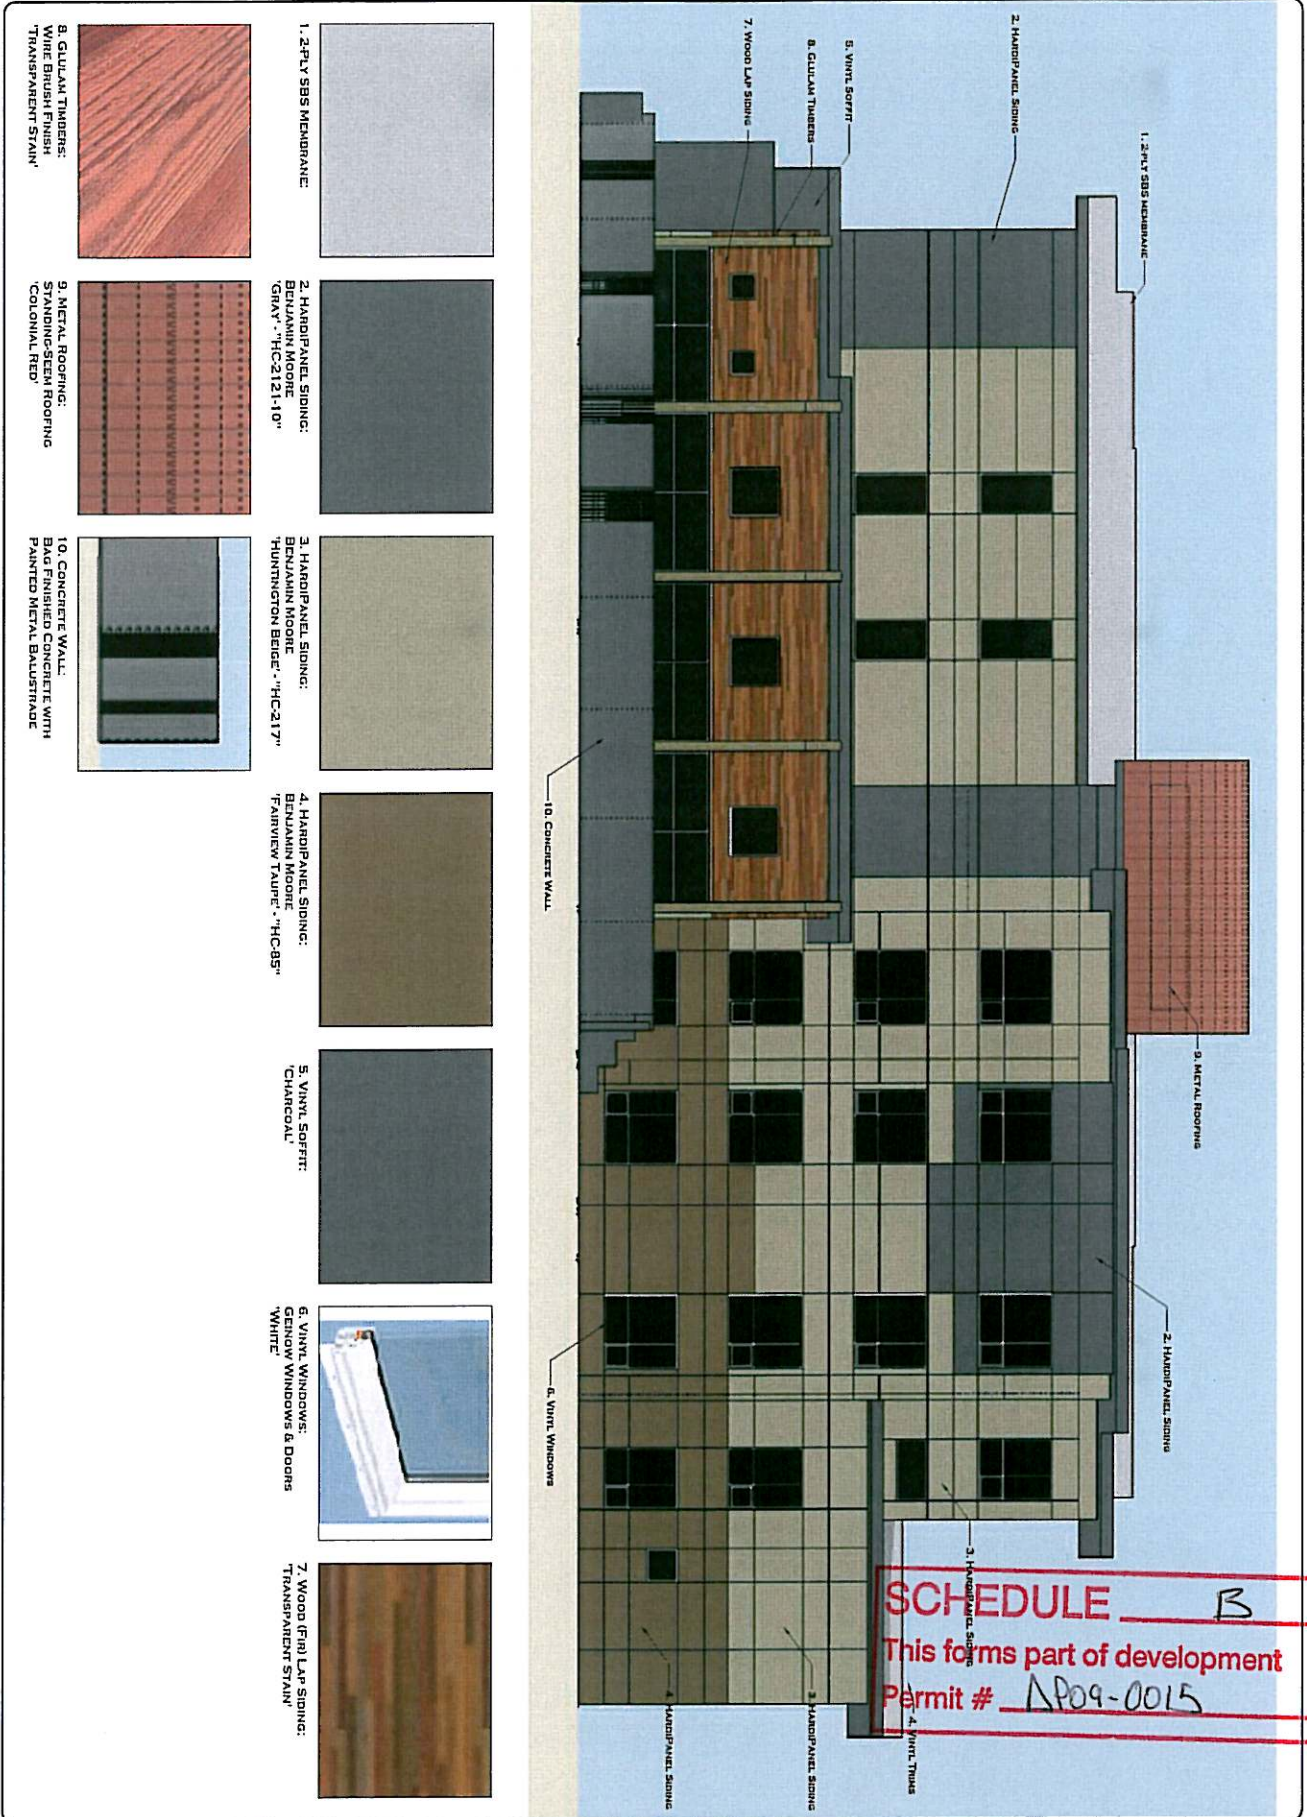 1. 2-PLY SBS MEMBRANE
2. HARDIPANEL SIDING
5. VINYL SOFFIT
8. GLULAM TIMBERS
7. WOOD LAP SIDING
9. METAL ROOFING
2. HARDIPANEL SIDING
3. HARDIPANEL SIDING
4. VINYL TRIMS
3. HARDIPANEL SIDING
4. HARDIPANEL SIDING
10. CONCRETE WALL
6. VINYL WINDOWS
SCHEDULE B
This forms part of development
Permit # DP09-0015
1. 2-PLY SBS MEMBRANE:
2. HARDIPANEL SIDING:
BENJAMIN MOORE
'GRAY' - "HC-2121-10"
3. HARDIPANEL SIDING:
BENJAMIN MOORE
'HUNTINGTON BEIGE' - "HC-217"
4. HARDIPANEL SIDING:
BENJAMIN MOORE
'FAIRVIEW TAUPE' - "HC-85"
5. VINYL SOFFIT:
'CHARCOAL'
6. VINYL WINDOWS:
GEINOW WINDOWS & DOORS
'WHITE'
7. WOOD (FIR) LAP SIDING:
'TRANSPARENT STAIN'
8. GLULAM TIMBERS:
WIRE BRUSH FINISH
'TRANSPARENT STAIN'
9. METAL ROOFING:
STANDING-SEEM ROOFING
'COLONIAL RED'
10. CONCRETE WALL:
BAG FINISHED CONCRETE WITH
PAINTED METAL BALUSTRADE